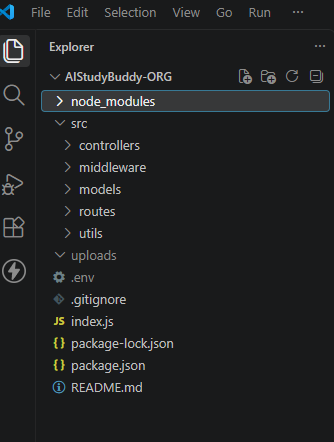 File Edit Selection View Go Run ···
Explorer ···
AIStudyBuddy-ORG
node_modules
src
controllers
middleware
models
routes
utils
uploads
.env
.gitignore
JS index.js
{ } package-lock.json
{ } package.json
README.md